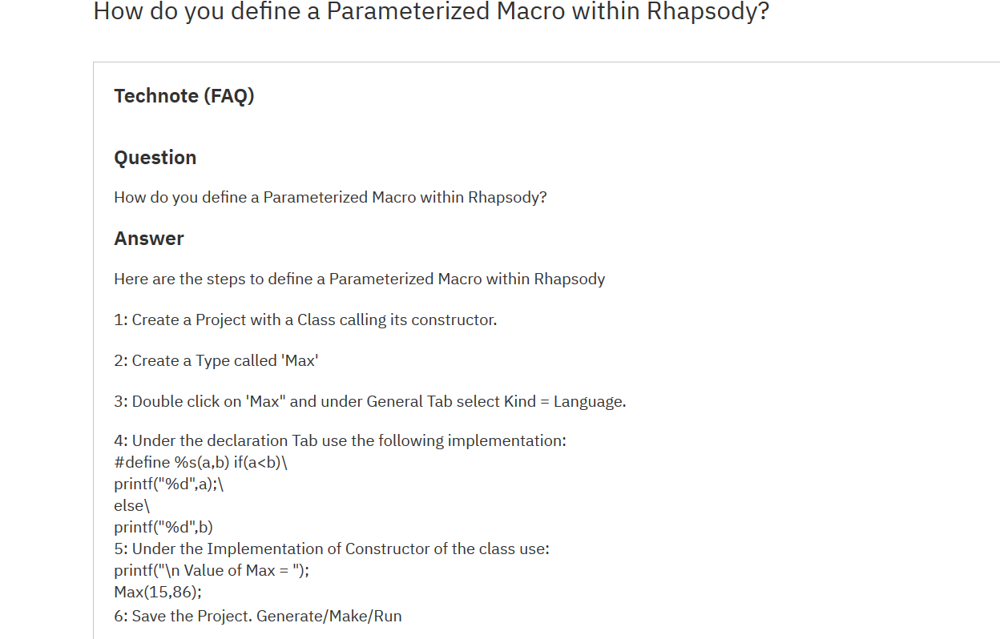 How do you define a Parameterized Macro within Rhapsody?
Technote (FAQ)
Question
How do you define a Parameterized Macro within Rhapsody?
Answer
Here are the steps to define a Parameterized Macro within Rhapsody
1: Create a Project with a Class calling its constructor.
2: Create a Type called 'Max'
3: Double click on 'Max" and under General Tab select Kind = Language.
4: Under the declaration Tab use the following implementation:
#define %s(a,b) if(a<b)\
printf("%d",a);\
else\
printf("%d",b)
5: Under the Implementation of Constructor of the class use:
printf("\n Value of Max = ");
Max(15,86);
6: Save the Project. Generate/Make/Run